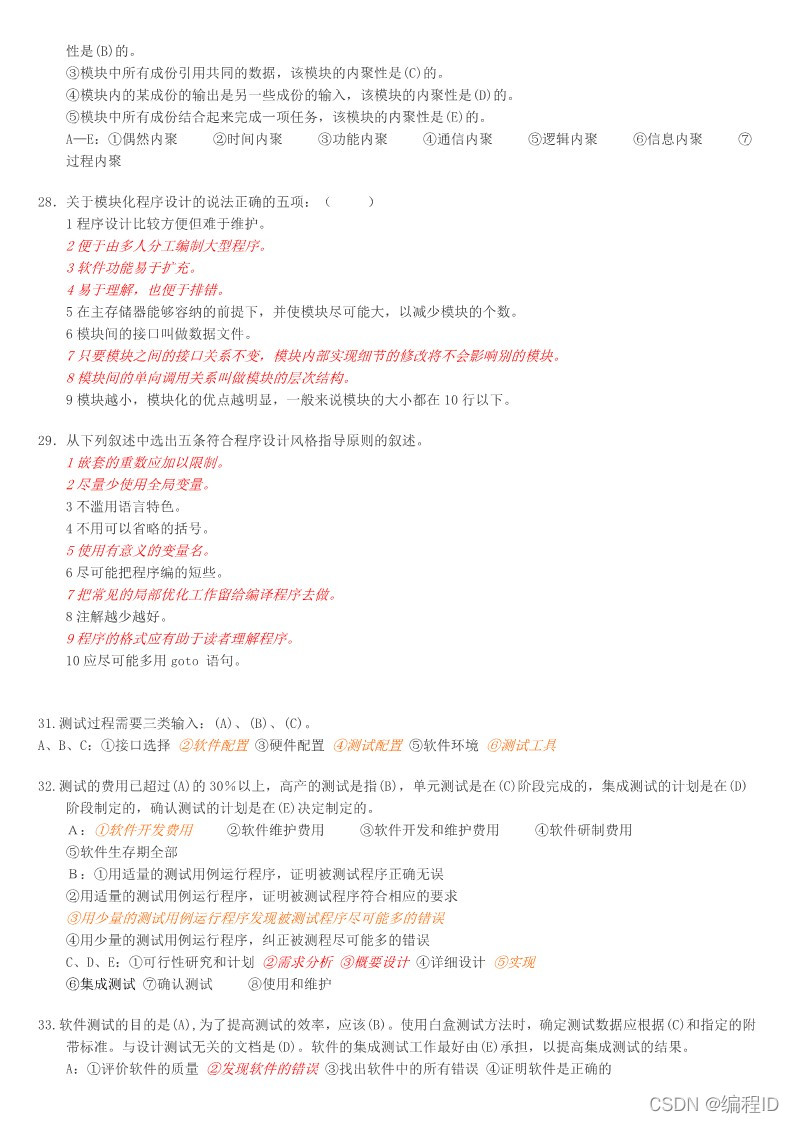 性是(B)的。
③模块中所有成份引用共同的数据，该模块的内聚性是(C)的。
④模块内的某成份的输出是另一些成份的输入，该模块的内聚性是(D)的。
⑤模块中所有成份结合起来完成一项任务，该模块的内聚性是(E)的。
A—E：①偶然内聚 ②时间内聚 ③功能内聚 ④通信内聚 ⑤逻辑内聚 ⑥信息内聚 ⑦
过程内聚
28．关于模块化程序设计的说法正确的五项：（ ）
1 程序设计比较方便但难于维护。
2 便于由多人分工编制大型程序。
3 软件功能易于扩充。
4 易于理解，也便于排错。
5 在主存储器能够容纳的前提下，并使模块尽可能大，以减少模块的个数。
6 模块间的接口叫做数据文件。
7 只要模块之间的接口关系不变，模块内部实现细节的修改将不会影响别的模块。
8 模块间的单向调用关系叫做模块的层次结构。
9 模块越小，模块化的优点越明显，一般来说模块的大小都在 10 行以下。
29．从下列叙述中选出五条符合程序设计风格指导原则的叙述。
1 嵌套的重数应加以限制。
2 尽量少使用全局变量。
3 不滥用语言特色。
4 不用可以省略的括号。
5 使用有意义的变量名。
6 尽可能把程序编的短些。
7 把常见的局部优化工作留给编译程序去做。
8 注解越少越好。
9 程序的格式应有助于读者理解程序。
10 应尽可能多用 goto 语句。
31.测试过程需要三类输入：(A)、(B)、(C)。
A、B、C：①接口选择 ②软件配置 ③硬件配置 ④测试配置 ⑤软件环境 ⑥测试工具
32.测试的费用已超过(A)的 30％以上，高产的测试是指(B)，单元测试是在(C)阶段完成的，集成测试的计划是在(D)
阶段制定的，确认测试的计划是在(E)决定制定的。
A：①软件开发费用 ②软件维护费用 ③软件开发和维护费用 ④软件研制费用
⑤软件生存期全部
B：①用适量的测试用例运行程序，证明被测试程序正确无误
②用适量的测试用例运行程序，证明被测试程序符合相应的要求
③用少量的测试用例运行程序发现被测试程序尽可能多的错误
④用少量的测试用例运行程序，纠正被测程尽可能多的错误
C、D、E：①可行性研究和计划 ②需求分析 ③概要设计 ④详细设计 ⑤实现
⑥集成测试 ⑦确认测试 ⑧使用和维护
33.软件测试的目的是(A),为了提高测试的效率，应该(B)。使用白盒测试方法时，确定测试数据应根据(C)和指定的附
带标准。与设计测试无关的文档是(D)。软件的集成测试工作最好由(E)承担，以提高集成测试的结果。
A：①评价软件的质量 ②发现软件的错误 ③找出软件中的所有错误 ④证明软件是正确的
CSDN @编程ID